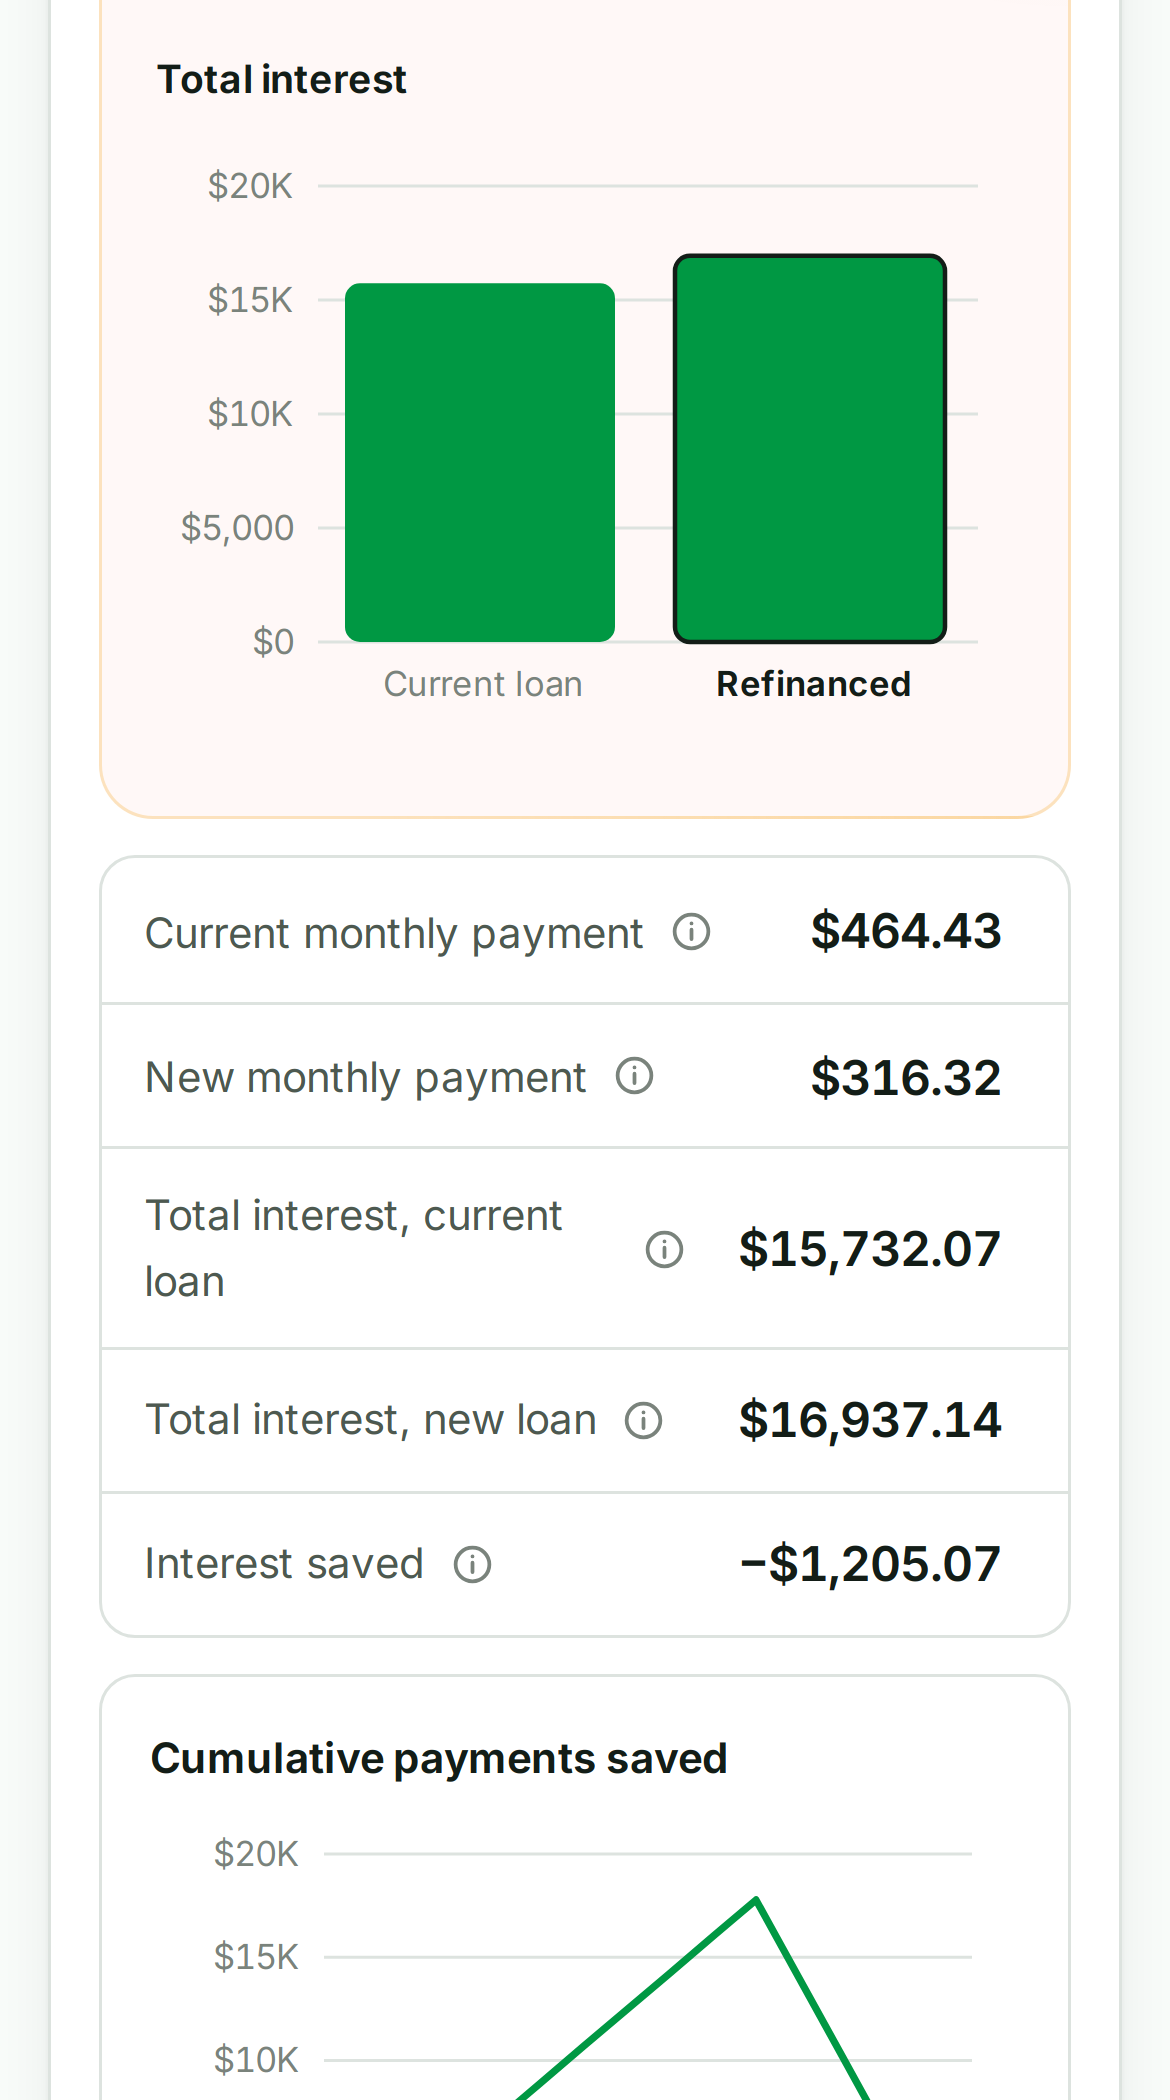 Total interest
$20K
$15K
$10K
$5,000
$0
Current loan
Refinanced
Current monthly payment
$464.43
New monthly payment
$316.32
Total interest, current
loan
$15,732.07
Total interest, new loan
$16,937.14
Interest saved
−$1,205.07
Cumulative payments saved
$20K
$15K
$10K